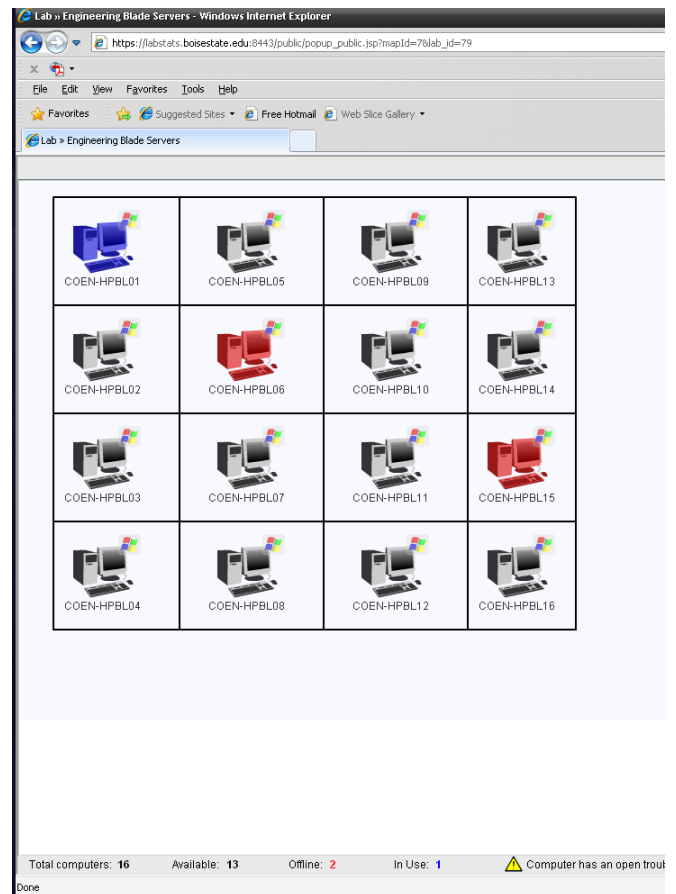 Lab » Engineering Blade Servers - Windows Internet Explorer
https://labstats.boisestate.edu:8443/public/popup_public.jsp?mapId=7&lab_id=79
File Edit View Favorites Tools Help
Favorites Suggested Sites Free Hotmail Web Slice Gallery
Lab » Engineering Blade Servers
COEN-HPBL01 COEN-HPBL05 COEN-HPBL09 COEN-HPBL13
COEN-HPBL02 COEN-HPBL06 COEN-HPBL10 COEN-HPBL14
COEN-HPBL03 COEN-HPBL07 COEN-HPBL11 COEN-HPBL15
COEN-HPBL04 COEN-HPBL08 COEN-HPBL12 COEN-HPBL16
Total computers: 16 Available: 13 Offline: 2 In Use: 1 Computer has an open troul
Done